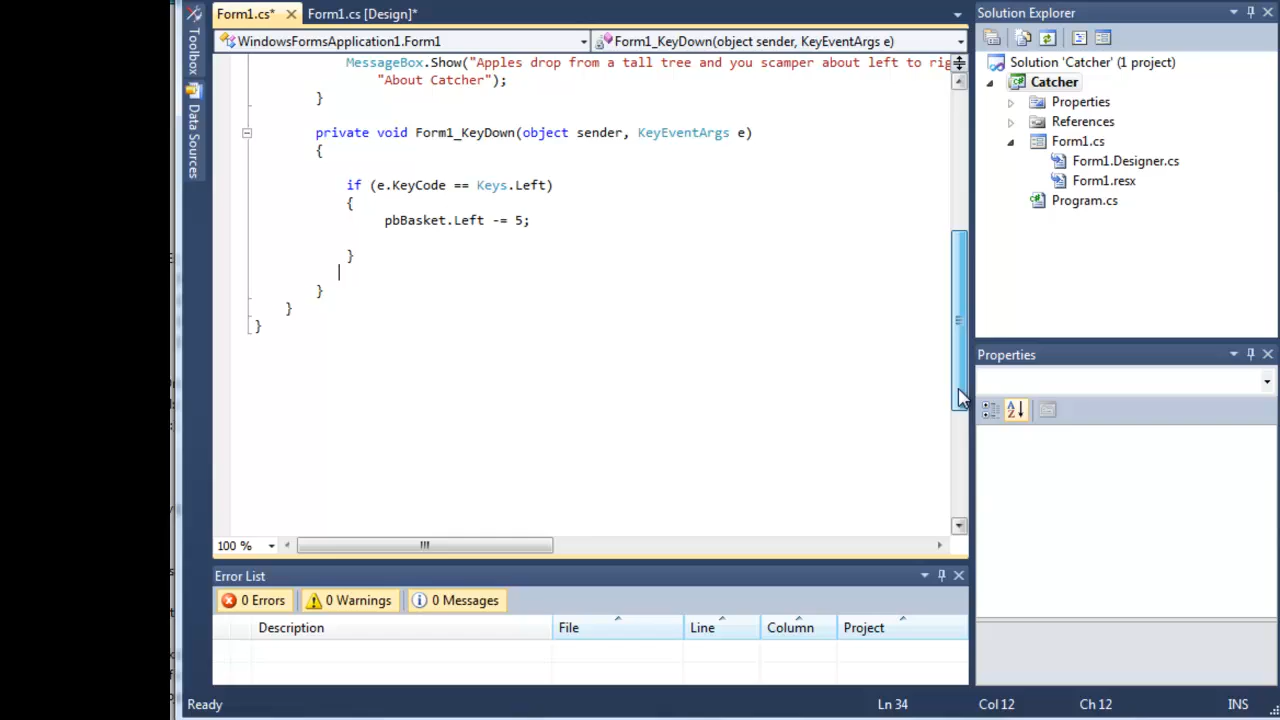 Form1.cs*
Form1.cs [Design]*
Toolbox
Data Sources
WindowsFormsApplication1.Form1
Form1_KeyDown(object sender, KeyEventArgs e)
MessageBox.Show("Apples drop from a tall tree and you scamper about left to rig
"About Catcher");
}
private void Form1_KeyDown(object sender, KeyEventArgs e)
{
if (e.KeyCode == Keys.Left)
{
pbBasket.Left -= 5;
}
}
}
}
100 %
Solution Explorer
Solution 'Catcher' (1 project)
Catcher
Properties
References
Form1.cs
Form1.Designer.cs
Form1.resx
Program.cs
Properties
Error List
0 Errors
0 Warnings
0 Messages
Description
File
Line
Column
Project
Ready
Ln 34
Col 12
Ch 12
INS